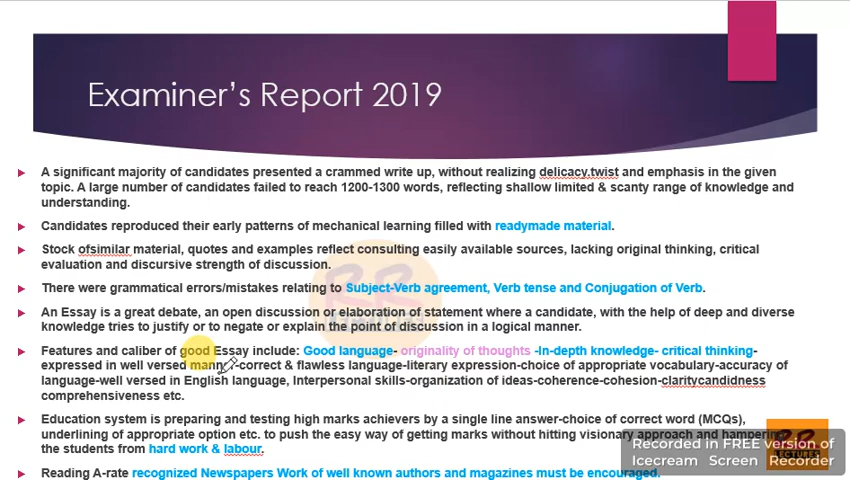 Examiner's Report 2019
A significant majority of candidates presented a crammed write up, without realizing delicacy.twist and emphasis in the given
topic. A large number of candidates failed to reach 1200-1300 words, reflecting shallow limited & scanty range of knowledge and
understanding.
Candidates reproduced their early patterns of mechanical learning filled with readymade material.
Stock ofsimilar material, quotes and examples reflect consulting easily available sources, lacking original thinking, critical
evaluation and discursive strength of discussion.
There were grammatical errors/mistakes relating to Subject-Verb agreement, Verb tense and Conjugation of Verb.
An Essay is a great debate, an open discussion or elaboration of statement where a candidate, with the help of deep and diverse
knowledge tries to justify or to negate or explain the point of discussion in a logical manner.
Features and caliber of good Essay include: Good language- originality of thoughts -In-depth knowledge- critical thinking-
expressed in well versed -correct & flawless language-literary expression-choice of appropriate vocabulary-accuracy of
language-well versed in English language, Interpersonal skills-organization of ideas-coherence-cohesion-claritycandidness
comprehensiveness etc.
Education system is preparing and testing high marks achievers by a single line answer-choice of correct word (MCQs),
underlining of appropriate option etc. to push the easy way of getting marks without hitting visionary approach and
the students from hard work & labour.
Reading A-rate recognized Newspapers Work of well known authors and magazines must be encouraged.
RR
LECTURES
Recorded in FREE version of
Icecream Screen Recorder